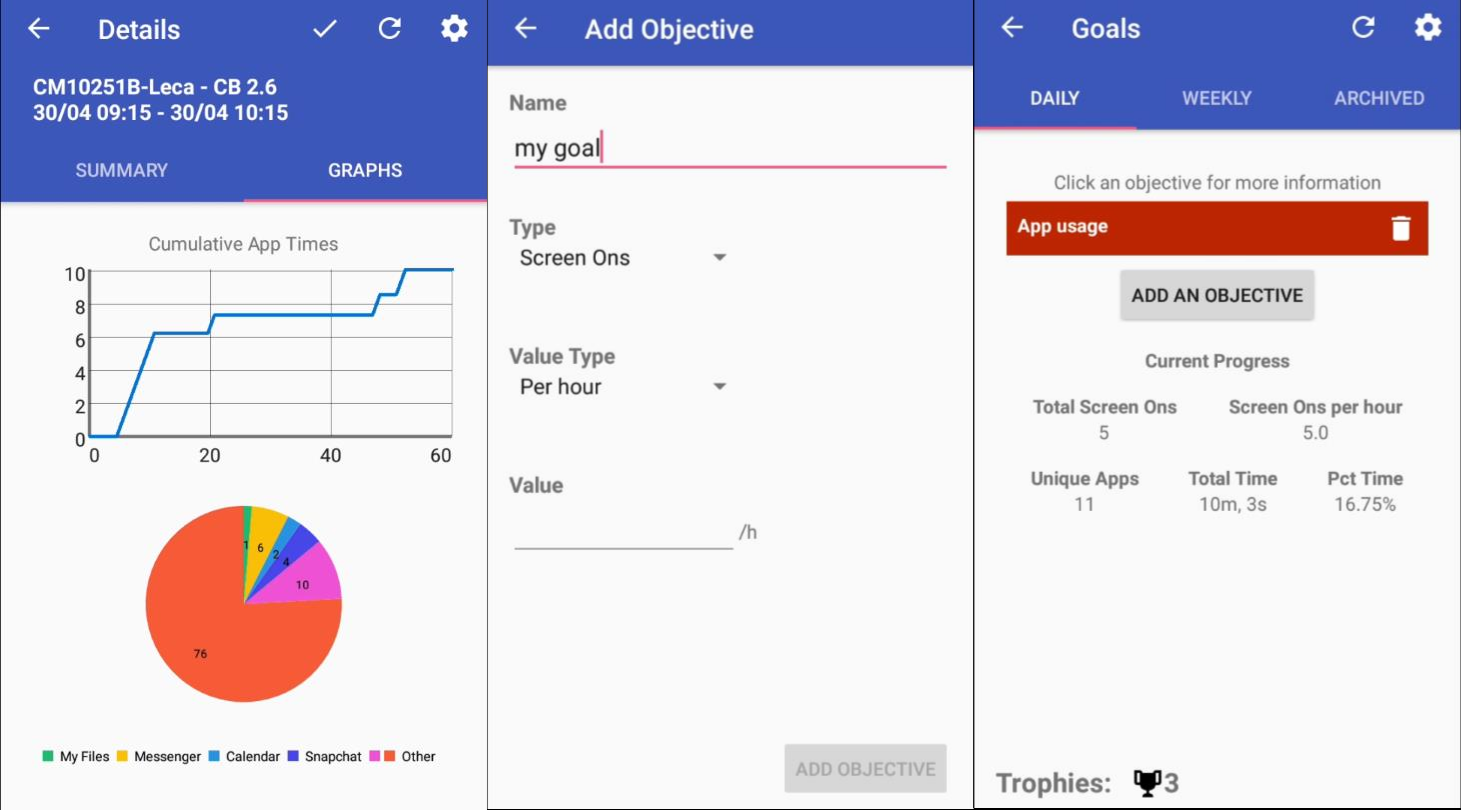 Details
CM10251B-Leca - CB 2.6
30/04 09:15 - 30/04 10:15
SUMMARY GRAPHS
Cumulative App Times
10
8
6
4
2
0
0 20 40 60
1 6 2 4 10 76
My Files Messenger Calendar Snapchat Other
Add Objective
Name
my goal
Type
Screen Ons
Value Type
Per hour
Value
/h
ADD OBJECTIVE
Goals
DAILY WEEKLY ARCHIVED
Click an objective for more information
App usage
ADD AN OBJECTIVE
Current Progress
Total Screen Ons Screen Ons per hour
5 5.0
Unique Apps Total Time Pct Time
11 10m, 3s 16.75%
Trophies: 3